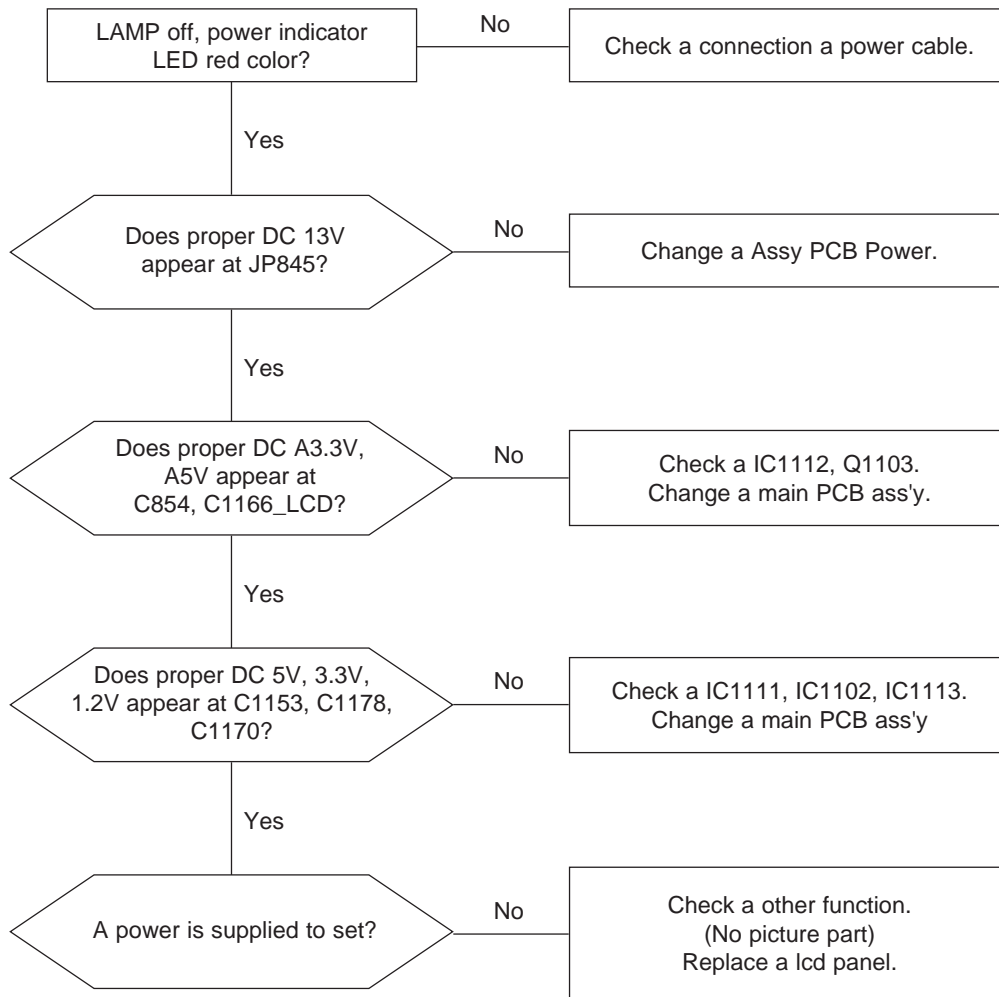 LAMP off, power indicator
LED red color?
No
Check a connection a power cable.
Yes
Does proper DC 13V
appear at JP845?
No
Change a Assy PCB Power.
Yes
Does proper DC A3.3V,
A5V appear at
C854, C1166_LCD?
No
Check a IC1112, Q1103.
Change a main PCB ass'y.
Yes
Does proper DC 5V, 3.3V,
1.2V appear at C1153, C1178,
C1170?
No
Check a IC1111, IC1102, IC1113.
Change a main PCB ass'y
Yes
A power is supplied to set?
No
Check a other function.
(No picture part)
Replace a lcd panel.